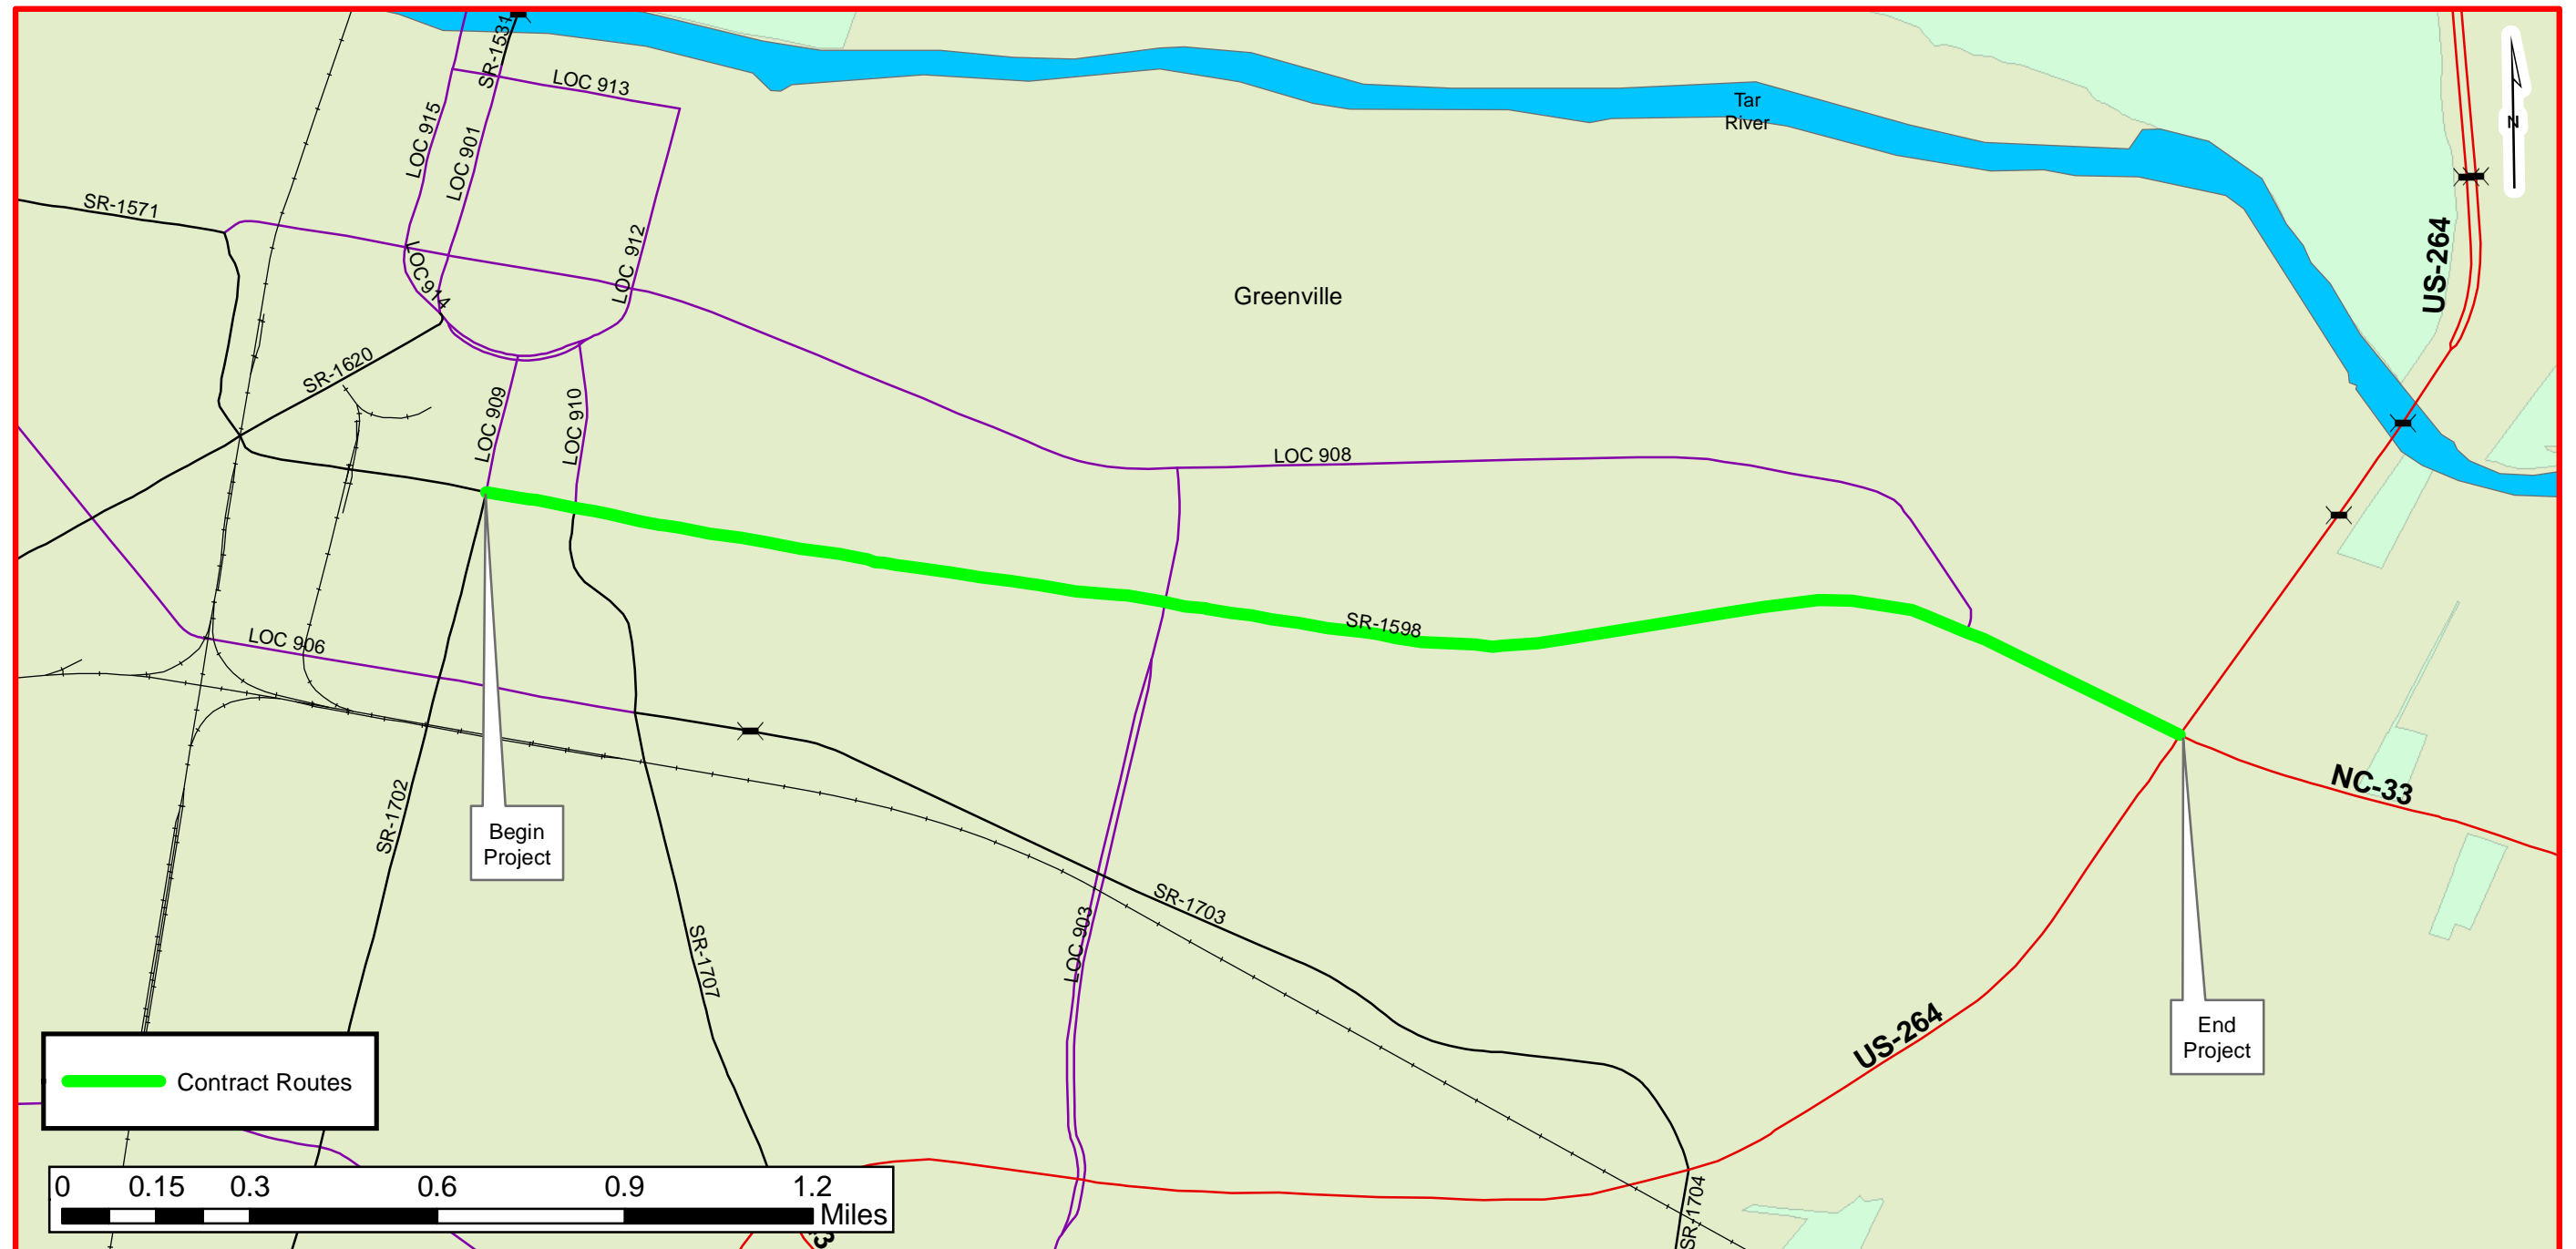 SR-1531
LOC 913
Tar
River
N
LOC 915
LOC 901
SR-1571
LOC 912
LOC 914
US-264
Greenville
SR-1620
LOC 909
LOC 910
LOC 908
SR-1598
LOC 906
NC-33
SR-1702
Begin
Project
SR-1703
LOC 903
SR-1707
US-264
End
Project
Contract Routes
SR-1704
0 0.15 0.3 0.6 0.9 1.2
Miles